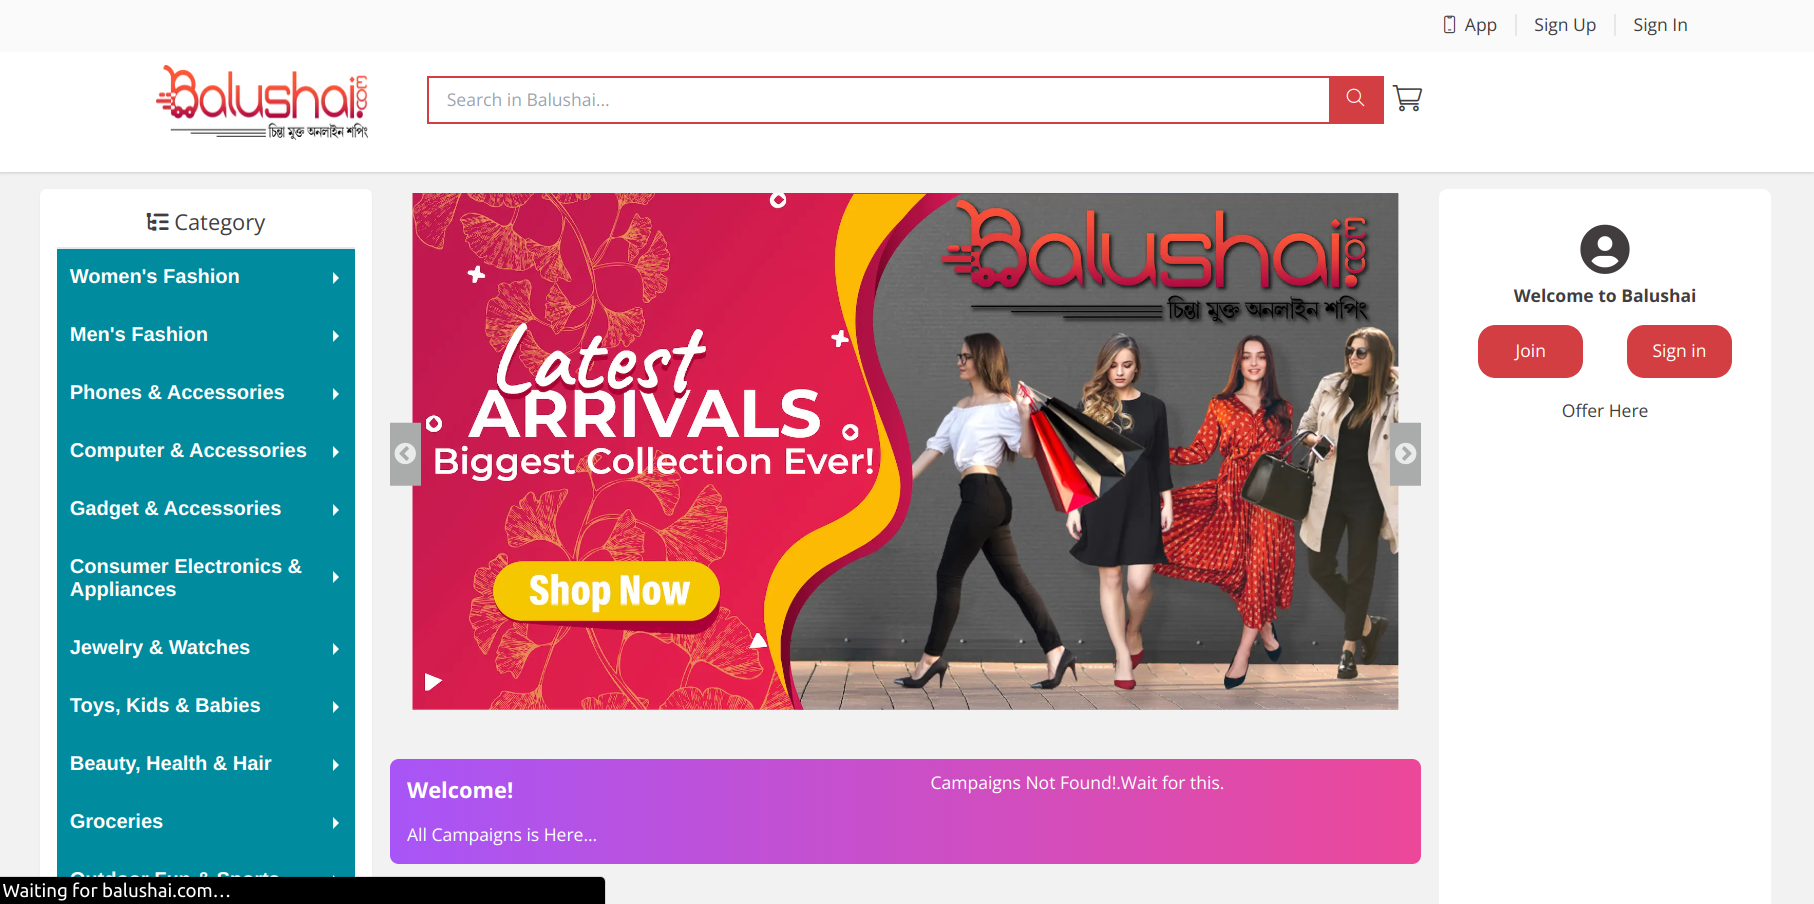 App
Sign Up
Sign In
Balushai.com
চিন্তা মুক্ত অনলাইন শপিং
Search in Balushai...
Category
Women's Fashion
Men's Fashion
Phones & Accessories
Computer & Accessories
Gadget & Accessories
Consumer Electronics &
Appliances
Jewelry & Watches
Toys, Kids & Babies
Beauty, Health & Hair
Groceries
Outdoor Fun & Sports
Balushai.com
চিন্তা মুক্ত অনলাইন শপিং
Latest
ARRIVALS
Biggest Collection Ever!
Shop Now
Welcome to Balushai
Join
Sign in
Offer Here
Welcome!
All Campaigns is Here...
Campaigns Not Found!.Wait for this.
Waiting for balushai.com...